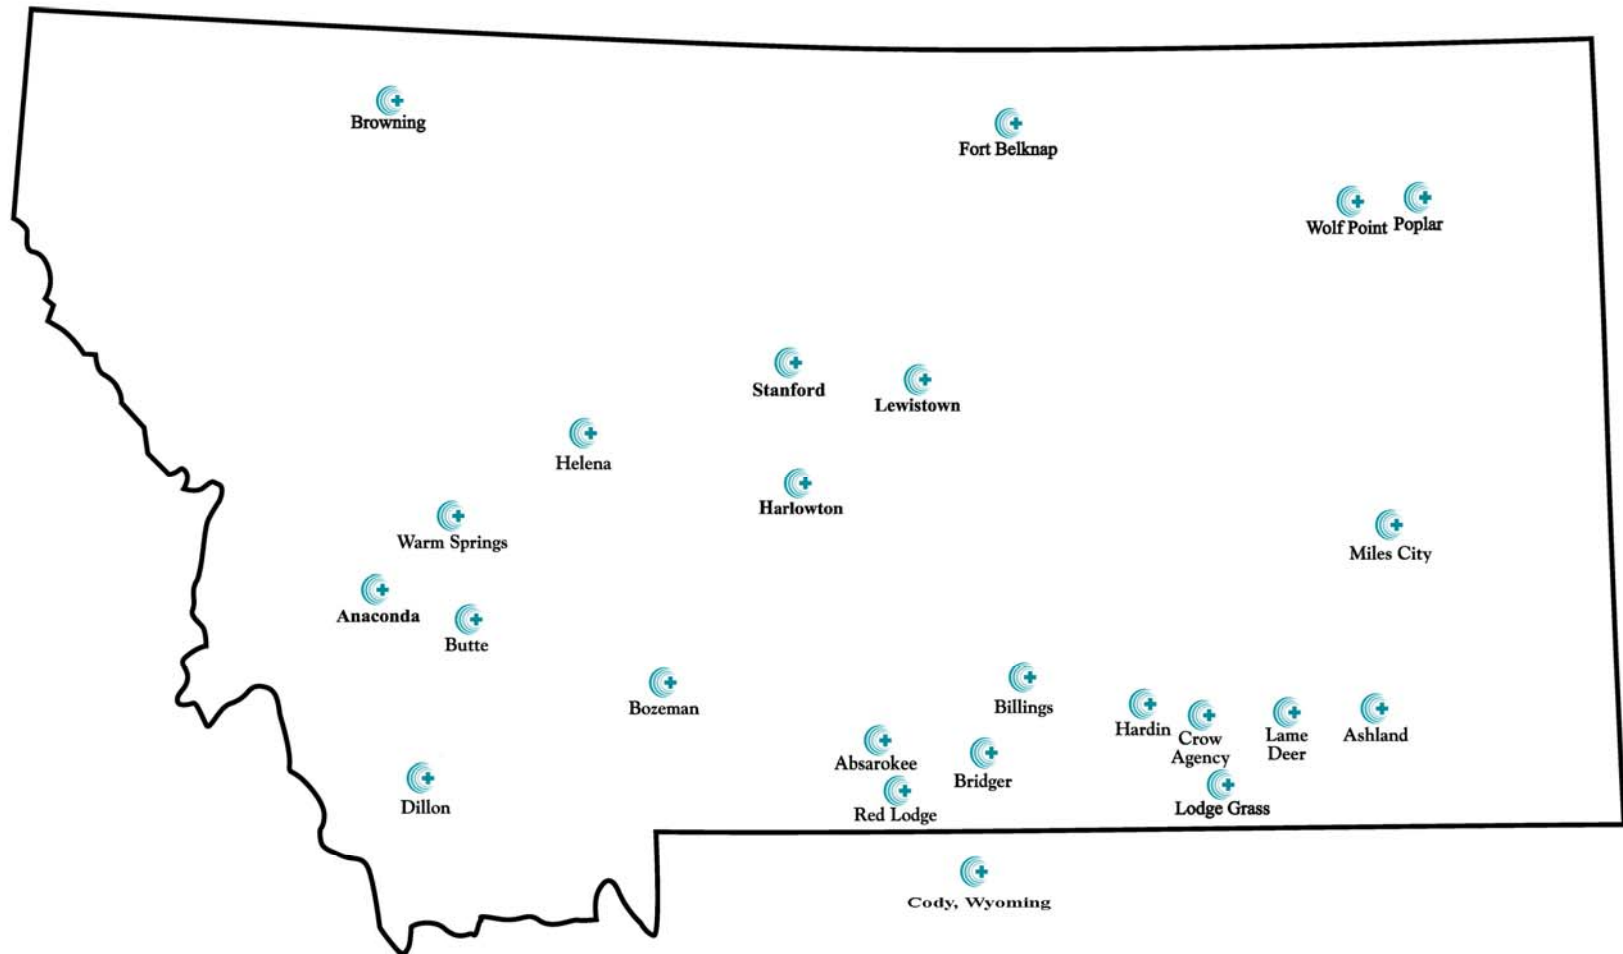 Browning
Fort Belknap
Wolf Point
Poplar
Stanford
Lewistown
Helena
Harlowton
Warm Springs
Miles City
Anaconda
Butte
Bozeman
Billings
Hardin
Crow
Agency
Lame
Deer
Ashland
Absarokee
Bridger
Dillon
Red Lodge
Lodge Grass
Cody, Wyoming